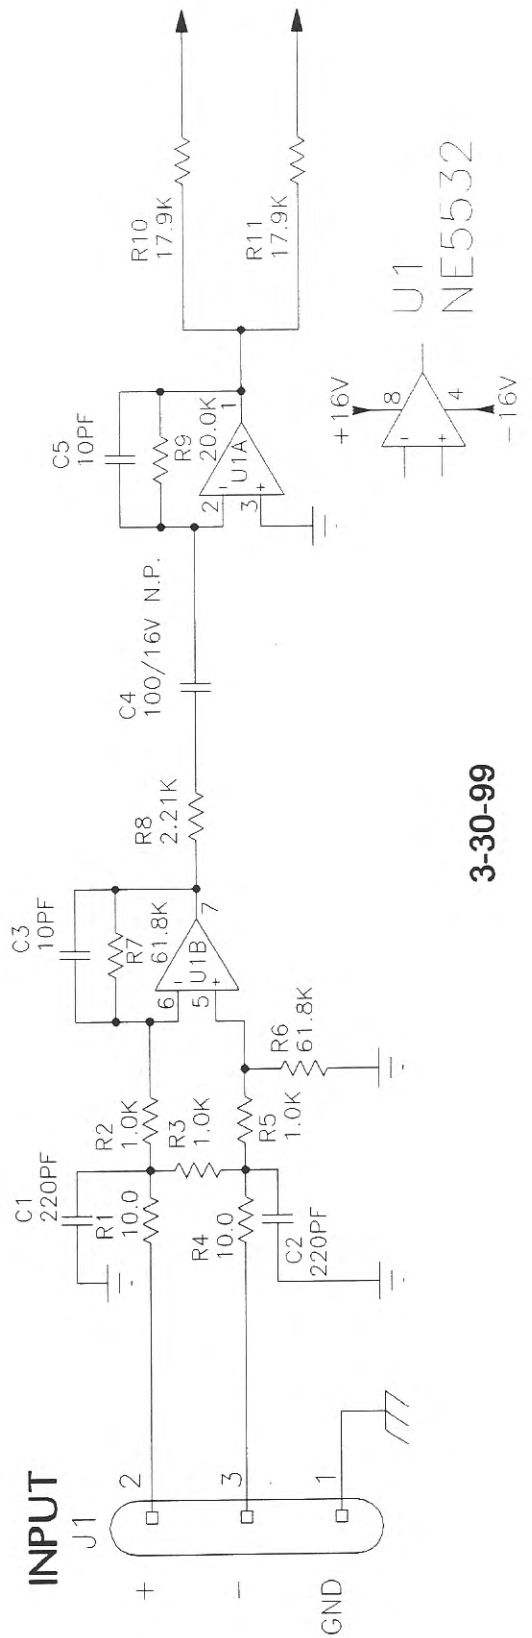 INPUT
J1
+
2
-
3
GND
1
C1
220PF
R1
10.0
R4
10.0
C2
220PF
R2
1.0K
R3
1.0K
R5
1.0K
R6
61.8K
C3
10PF
R7
61.8K
6
-
5
+
U1B
7
R8
2.21K
C4
100/16V N.P.
C5
10PF
R9
20.0K
2
-
3
+
U1A
1
R10
17.9K
R11
17.9K
+16V
8
-
4
-16V
U1
NE5532
3-30-99